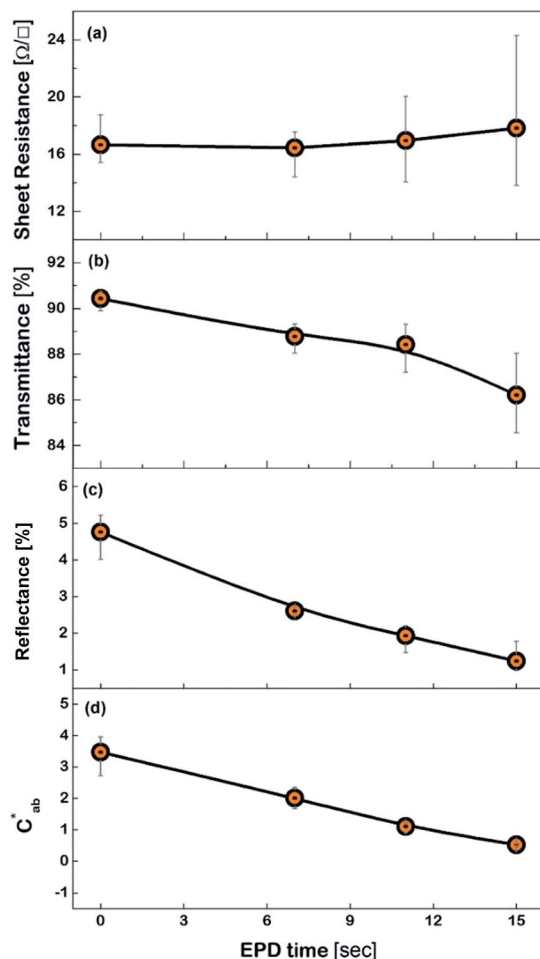 (a)
Sheet Resistance [Ω/□]
24
20
16
12
(b)
Transmittance [%]
92
90
88
86
84
(c)
Reflectance [%]
6
5
4
3
2
1
(d)
C*ab
5
4
3
2
1
0
-1
0 3 6 9 12 15
EPD time [sec]